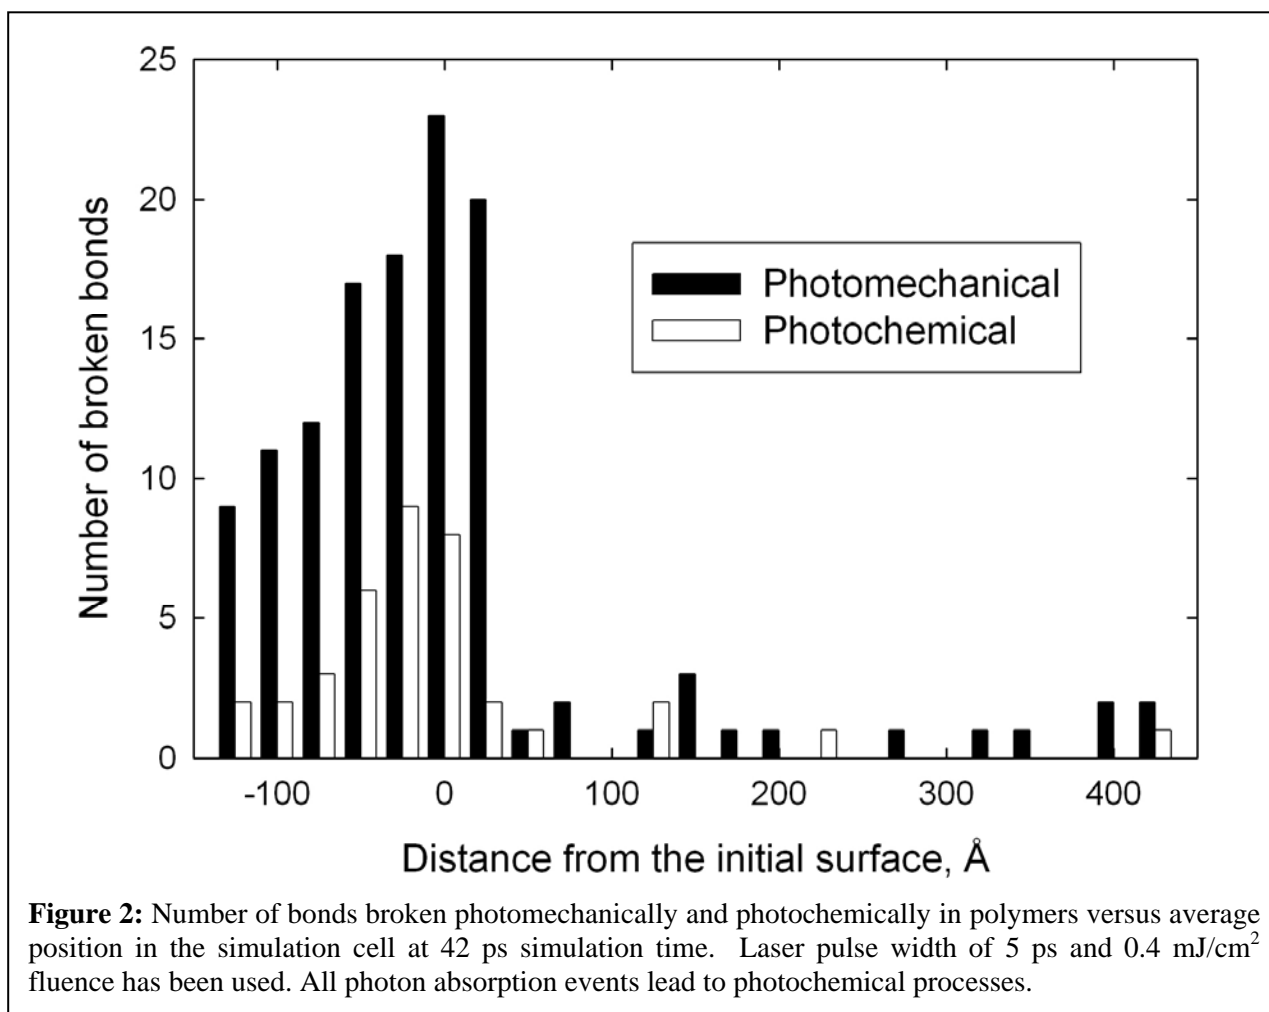 25
20
15
10
5
0
Number of broken bonds
Photomechanical
Photochemical
-100 0 100 200 300 400
Distance from the initial surface, Å
Figure 2: Number of bonds broken photomechanically and photochemically in polymers versus average
position in the simulation cell at 42 ps simulation time. Laser pulse width of 5 ps and 0.4 mJ/cm²
fluence has been used. All photon absorption events lead to photochemical processes.